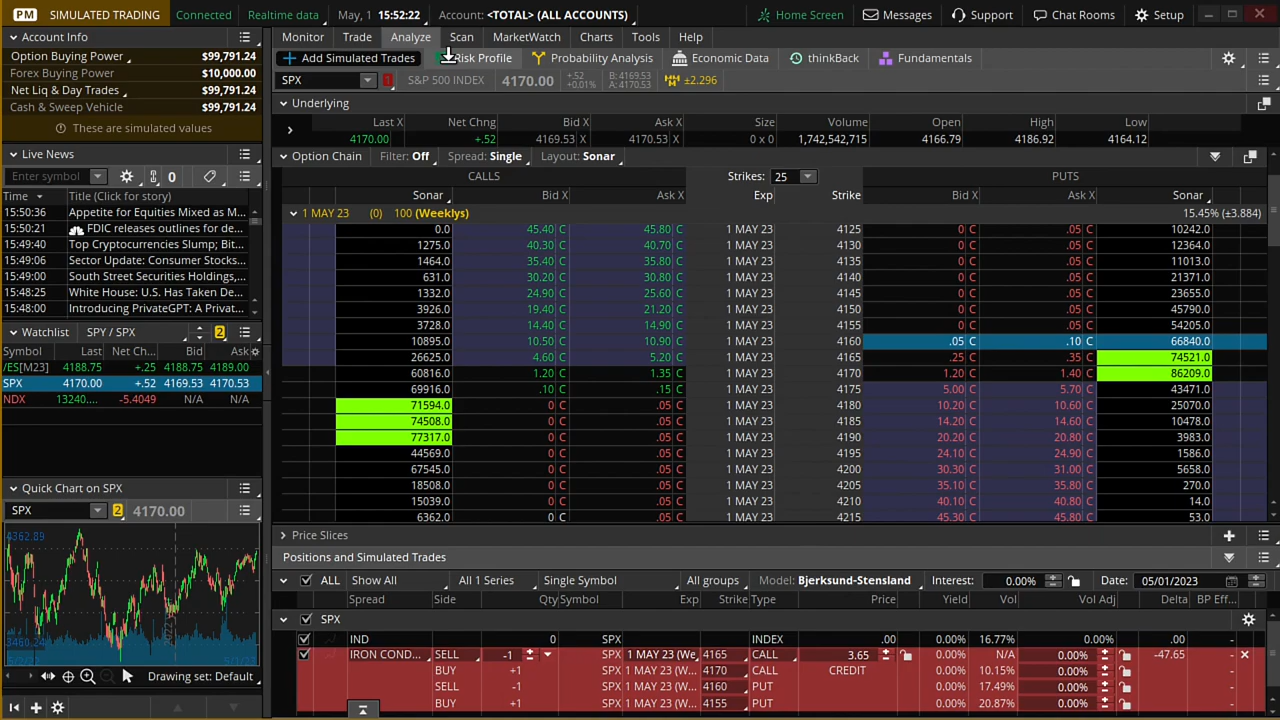 PM SIMULATED TRADING Connected Realtime data May, 1 15:52:22 Account: <TOTAL> (ALL ACCOUNTS) Home Screen Messages Support Chat Rooms Setup
Account Info
Option Buying Power $99,791.24
Forex Buying Power $10,000.00
Net Liq & Day Trades $99,791.24
Cash & Sweep Vehicle $99,791.24
These are simulated values
Live News
Enter symbol 0
Time Title (Click for story)
15:50:36 Appetite for Equities Mixed as M...
15:50:21 FDIC releases outlines for de...
15:49:40 Top Cryptocurrencies Slump; Bit...
15:49:06 Sector Update: Consumer Stocks...
15:49:00 South Street Securities Holdings,...
15:48:25 White House: U.S. Has Taken De...
15:48:00 Introducing PrivateGPT: A Privat...
Watchlist SPY / SPX 2
Symbol Last Net Ch... Bid Ask
/ES[M23] 4188.75 +.25 4188.75 4189.00
SPX 4170.00 +.52 4169.53 4170.53
NDX 13240.... -5.4049 N/A N/A
Quick Chart on SPX
SPX 2 4170.00
4362.89
3460.24
5/2/22 5/1/23
Drawing set: Default
Monitor Trade Analyze Scan MarketWatch Charts Tools Help
Add Simulated Trades Risk Profile Probability Analysis Economic Data thinkBack Fundamentals
SPX 1 S&P 500 INDEX 4170.00 +.52 +0.01% B: 4169.53 A: 4170.53 ±2.296
Underlying
Last X Net Chng Bid X Ask X Size Volume Open High Low
4170.00 +.52 4169.53 X 4170.53 X 0 x 0 1,742,542,715 4166.79 4186.92 4164.12
Option Chain Filter: Off Spread: Single Layout: Sonar
CALLS Strikes: 25 PUTS
Sonar Bid X Ask X Exp Strike Bid X Ask X Sonar
1 MAY 23 (0) 100 (Weeklys) 15.45% (±3.884)
0.0 45.40 C 45.80 C 1 MAY 23 4125 0 C .05 C 10242.0
1275.0 40.30 C 40.70 C 1 MAY 23 4130 0 C .05 C 12364.0
1464.0 35.40 C 35.80 C 1 MAY 23 4135 0 C .05 C 11013.0
631.0 30.20 C 30.80 C 1 MAY 23 4140 0 C .05 C 21371.0
1332.0 24.90 C 25.60 C 1 MAY 23 4145 0 C .05 C 23655.0
3926.0 19.40 C 21.20 C 1 MAY 23 4150 0 C .05 C 45790.0
3728.0 14.40 C 14.90 C 1 MAY 23 4155 0 C .05 C 54205.0
10895.0 10.50 C 10.90 C 1 MAY 23 4160 .05 C .10 C 66840.0
26625.0 4.60 C 5.20 C 1 MAY 23 4165 .25 C .35 C 74521.0
60816.0 1.20 C 1.35 C 1 MAY 23 4170 1.20 C 1.40 C 86209.0
69916.0 .10 C .15 C 1 MAY 23 4175 5.00 C 5.70 C 43471.0
71594.0 0 C .05 C 1 MAY 23 4180 10.20 C 10.60 C 25070.0
74508.0 0 C .05 C 1 MAY 23 4185 14.20 C 14.60 C 10478.0
77317.0 0 C .05 C 1 MAY 23 4190 20.20 C 20.80 C 3983.0
44569.0 0 C .05 C 1 MAY 23 4195 24.10 C 24.90 C 1586.0
67545.0 0 C .05 C 1 MAY 23 4200 30.30 C 31.00 C 5658.0
18508.0 0 C .05 C 1 MAY 23 4205 35.10 C 35.80 C 270.0
15039.0 0 C .05 C 1 MAY 23 4210 40.10 C 40.80 C 14.0
6362.0 0 C .05 C 1 MAY 23 4215 45.30 C 46.00 C 53.0
Price Slices
Positions and Simulated Trades
ALL Show All All 1 Series Single Symbol All groups Model: Bjerksund-Stensland Interest: 0.00% Date: 05/01/2023
Spread Side Qty Symbol Exp Strike Type Price Yield Vol Vol Adj Delta BP Eff...
SPX
IND 0 SPX INDEX .00 0.00% 16.77% 0.00% .00 -
IRON COND... SELL -1 SPX 1 MAY 23 (We... 4165 CALL 3.65 0.00% N/A 0.00% -47.65 -
BUY +1 SPX 1 MAY 23 (W... 4170 CALL CREDIT 0.00% 10.15% 0.00% -
SELL -1 SPX 1 MAY 23 (W... 4160 PUT 0.00% 17.49% 0.00% -
BUY +1 SPX 1 MAY 23 (W... 4155 PUT 0.00% 20.87% 0.00% -